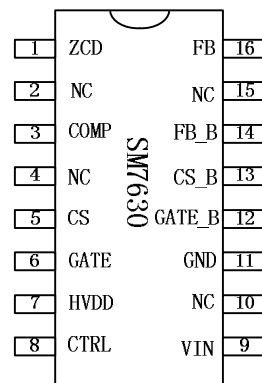 1 ZCD FB 16
2 NC NC 15
3 COMP FB_B 14
4 NC CS_B 13
5 CS GATE_B 12
6 GATE GND 11
7 HVDD NC 10
8 CTRL VIN 9
SM7630